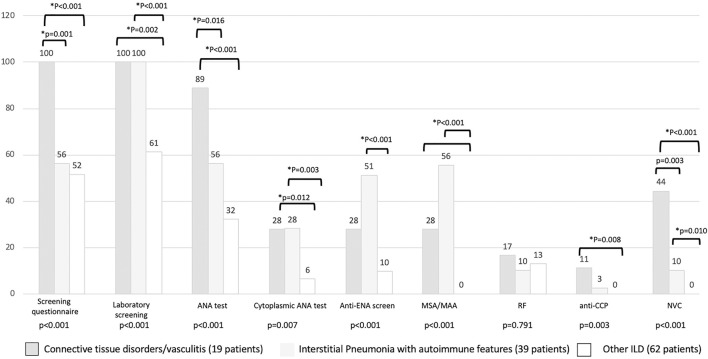 *P<0.001
*p=0.001
*P<0.001
*P=0.002
*P=0.016
*P<0.001
*P=0.003
*p=0.012
*P<0.001
*P<0.001
*P=0.008
*P<0.001
p=0.003
*p=0.010
120
100
80
60
40
20
0
100 56 52
100 100 61
89 56 32
28 28 6
28 51 10
28 56 0
17 10 13
11 3 0
44 10 0
Screening
questionnaire
Laboratory
screening
ANA test
Cytoplasmic ANA test
Anti-ENA screen
MSA/MAA
RF
anti-CCP
NVC
p<0.001 p<0.001 p<0.001 p=0.007 p<0.001 p<0.001 p=0.791 p=0.003 p<0.001
Connective tissue disorders/vasculitis (19 patients) Interstitial Pneumonia with autoimmune features (39 patients) Other ILD (62 patients)